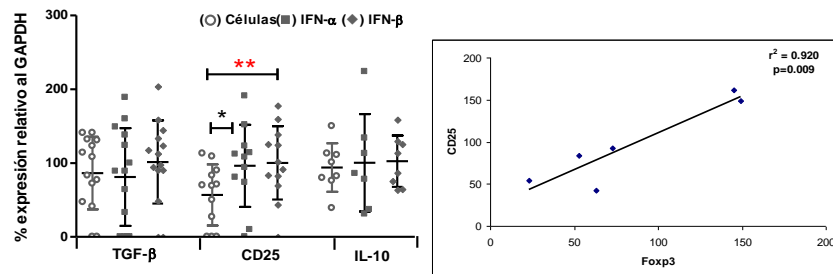 (○) Células (■) IFN-α (◆) IFN-β
% expresión relativo al GAPDH
300
200
100
0
**
*
TGF-β CD25 IL-10
r² = 0.920
p=0.009
CD25
200
150
100
50
0
0 50 100 150 200
Foxp3